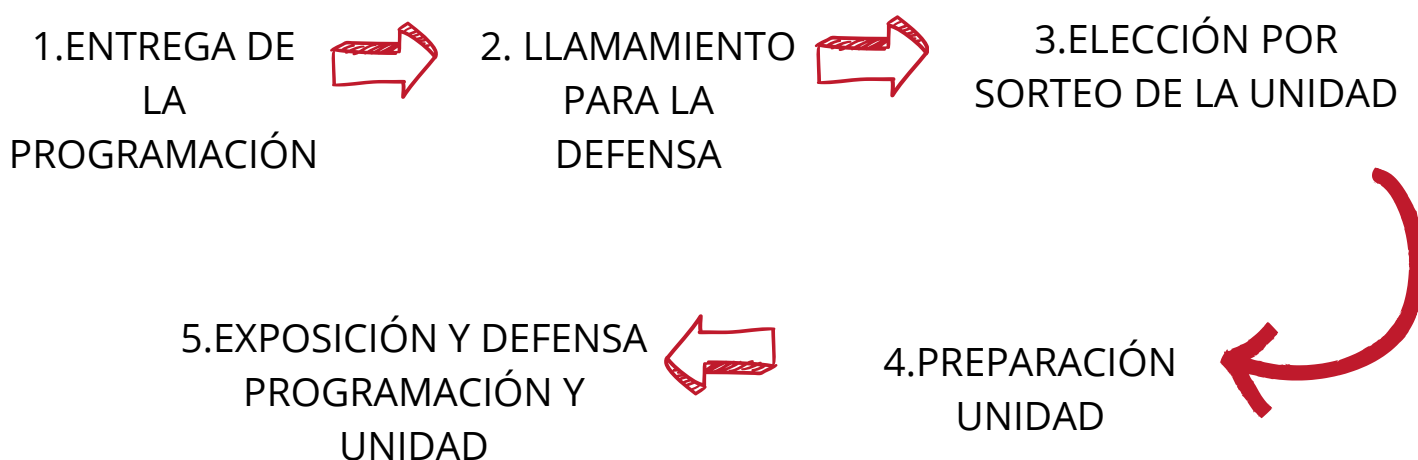 1.ENTREGA DE
LA
PROGRAMACIÓN
2. LLAMAMIENTO
PARA LA
DEFENSA
3.ELECCIÓN POR
SORTEO DE LA UNIDAD
4.PREPARACIÓN
UNIDAD
5.EXPOSICIÓN Y DEFENSA
PROGRAMACIÓN Y
UNIDAD